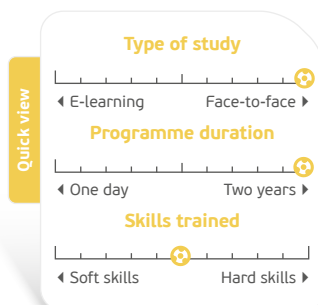 Quick view
Type of study
E-learning Face-to-face
Programme duration
One day Two years
Skills trained
Soft skills Hard skills